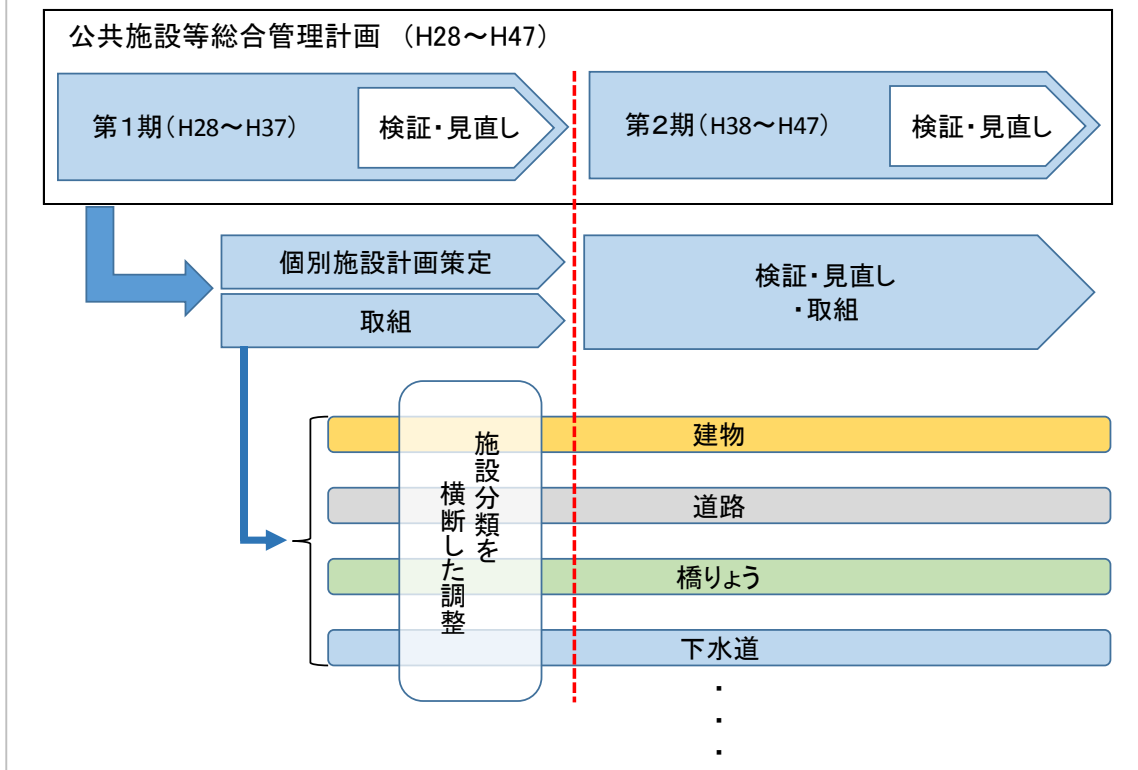 公共施設等総合管理計画 (H28~H47)
第1期(H28~H37)
検証・見直し
第2期(H38~H47)
検証・見直し
個別施設計画策定
取組
検証・見直し
・取組
施設分類を
横断した調整
建物
道路
橋りょう
下水道
・
・
・